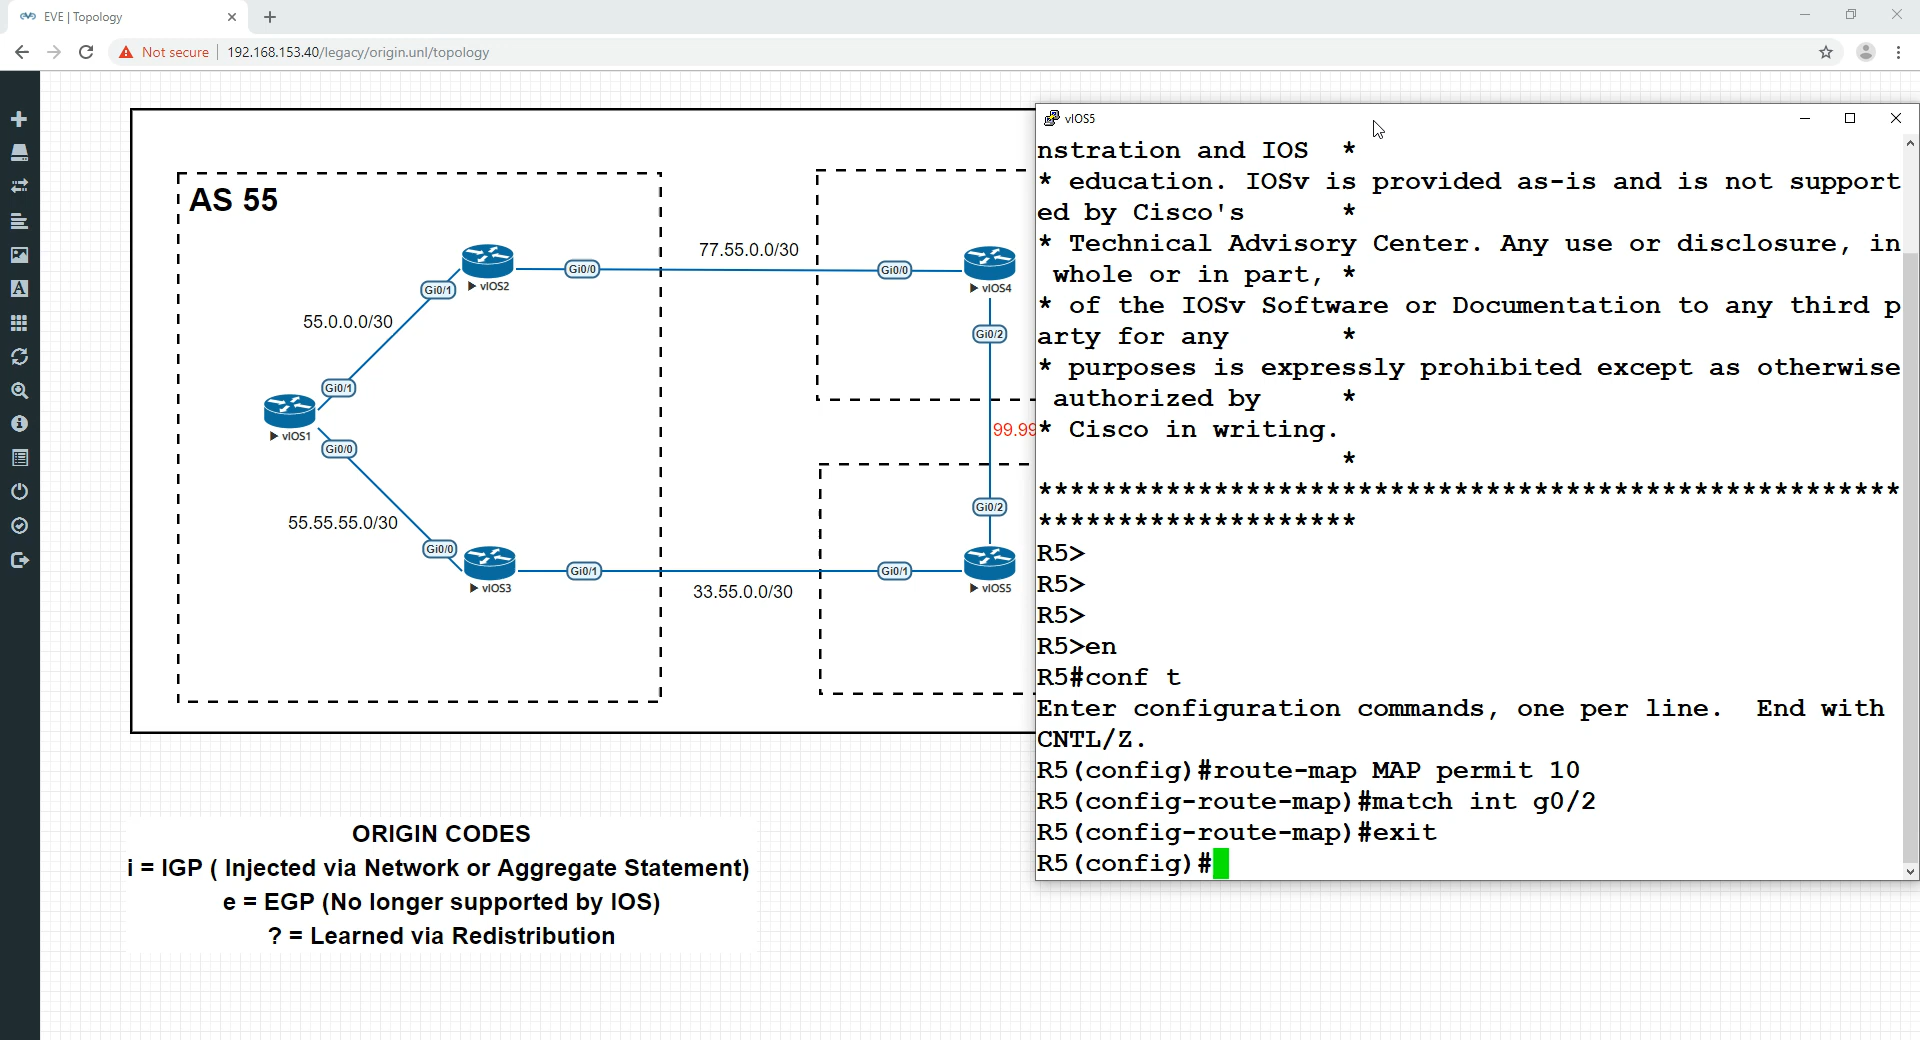 EVE | Topology
Not secure
192.168.153.40/legacy/origin.unl/topology
AS 55
vIOS2
Gi0/0
Gi0/1
77.55.0.0/30
Gi0/0
vIOS4
Gi0/2
55.0.0.0/30
Gi0/1
vIOS1
Gi0/0
99.99
55.55.55.0/30
Gi0/0
vIOS3
Gi0/1
33.55.0.0/30
Gi0/1
Gi0/2
vIOS5
ORIGIN CODES
i = IGP ( Injected via Network or Aggregate Statement)
e = EGP (No longer supported by IOS)
? = Learned via Redistribution
vIOS5
nstration and IOS  *
* education. IOSv is provided as-is and is not support
ed by Cisco's      *
* Technical Advisory Center. Any use or disclosure, in
 whole or in part, *
* of the IOSv Software or Documentation to any third p
arty for any       *
* purposes is expressly prohibited except as otherwise
 authorized by     *
* Cisco in writing.
                   *
******************************************************
********************
R5>
R5>
R5>
R5>en
R5#conf t
Enter configuration commands, one per line.  End with
CNTL/Z.
R5(config)#route-map MAP permit 10
R5(config-route-map)#match int g0/2
R5(config-route-map)#exit
R5(config)#